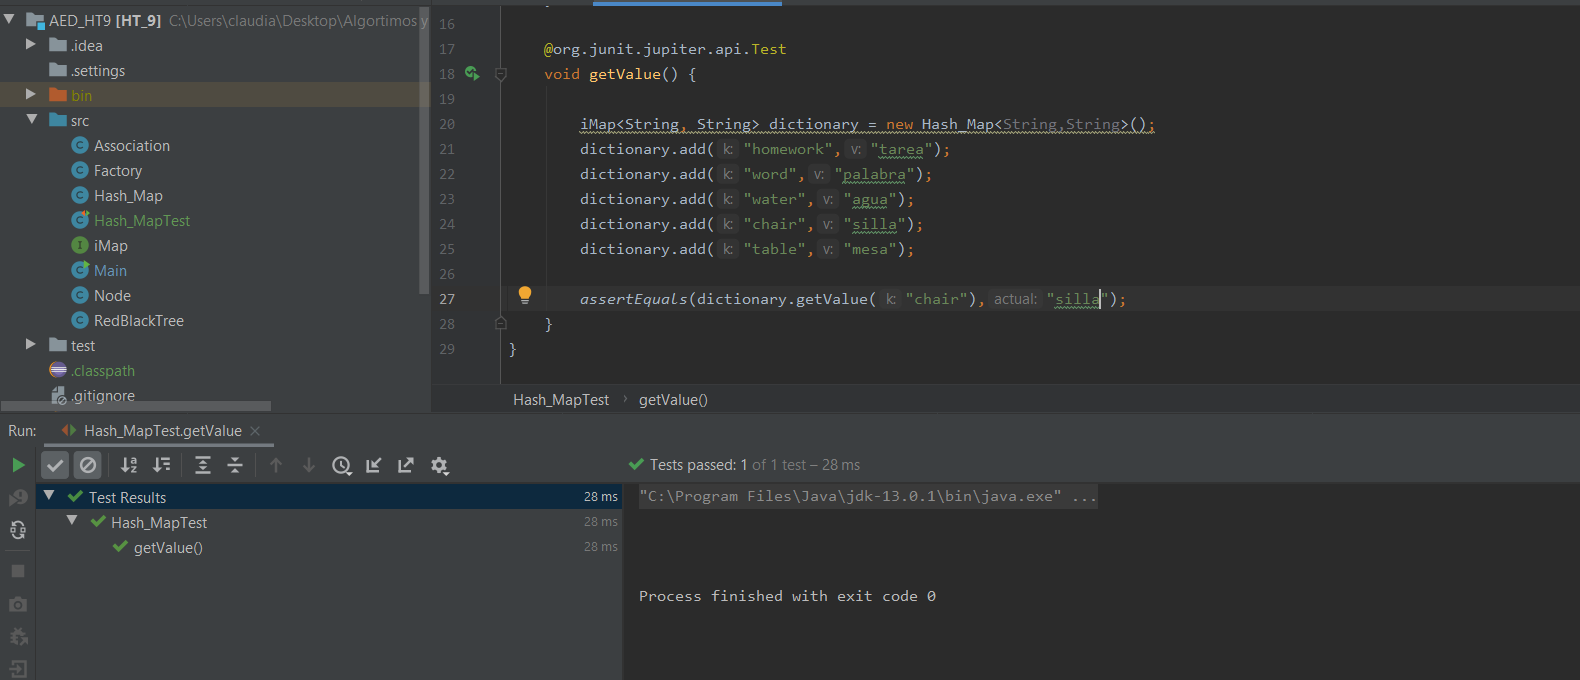 AED_HT9 [HT_9] C:\Users\claudia\Desktop\Algortimos y
.idea
.settings
bin
src
Association
Factory
Hash_Map
Hash_MapTest
iMap
Main
Node
RedBlackTree
test
.classpath
.gitignore
16
17 @org.junit.jupiter.api.Test
18 void getValue() {
19
20 iMap<String, String> dictionary = new Hash_Map<String,String>();
21 dictionary.add( k: "homework", v: "tarea");
22 dictionary.add( k: "word", v: "palabra");
23 dictionary.add( k: "water", v: "agua");
24 dictionary.add( k: "chair", v: "silla");
25 dictionary.add( k: "table", v: "mesa");
26
27 assertEquals(dictionary.getValue( k: "chair"), actual: "silla");
28 }
29 }
Hash_MapTest › getValue()
Run: Hash_MapTest.getValue ×
Tests passed: 1 of 1 test – 28 ms
Test Results 28 ms
Hash_MapTest 28 ms
getValue() 28 ms
"C:\Program Files\Java\jdk-13.0.1\bin\java.exe" ...
Process finished with exit code 0